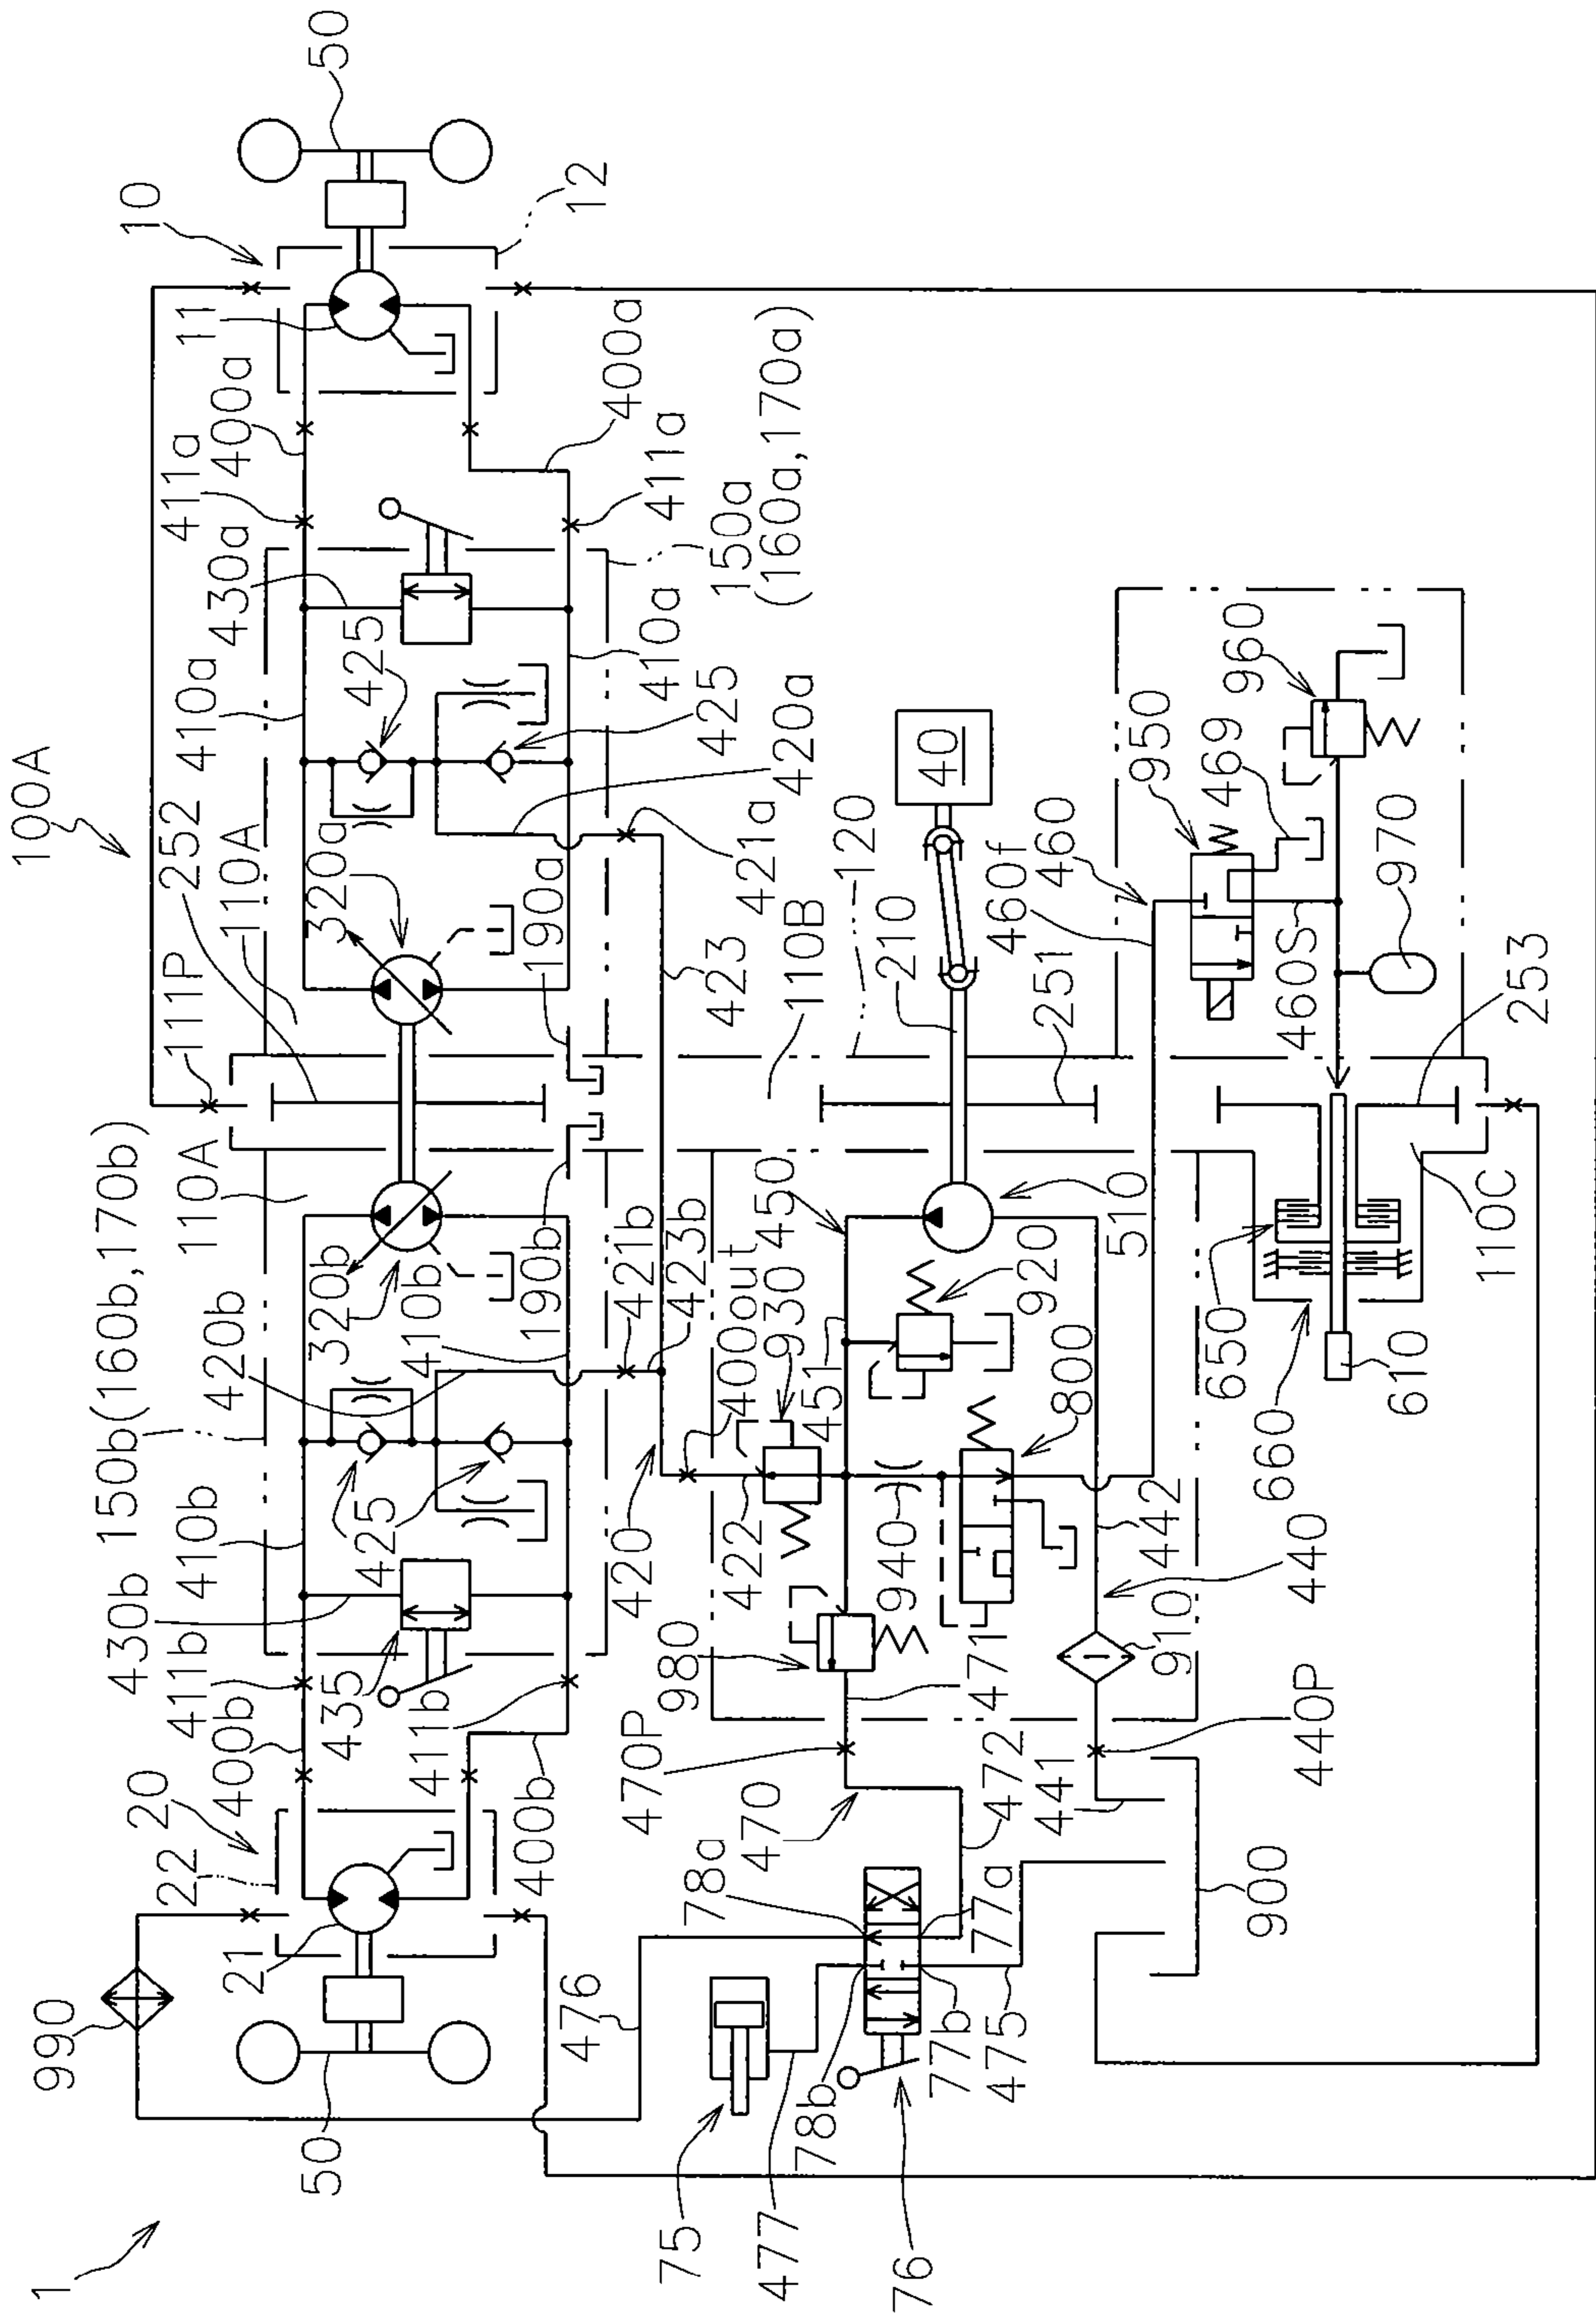 1
100A
10
50
12
11
400a
411a
430a
410a
425
252
111P
110A
320a
400a
411a
150a
(160a,170a)
410a
425
420a
421a
190a
423
110B
120
40
210
251
460f
460
950
469
960
970
460S
253
110C
150b(160b,170b)
110A
420b
320b
410b
190b
421b
423b
400out
450
930
451
510
920
800
650
660
610
430b
410b
425
411b
400b
435
411b
420
422
940
442
440
910
980
471
470P
470
472
441
440P
900
20
22
21
400b
990
50
476
78a
77a
77b
475
78b
75
477
76